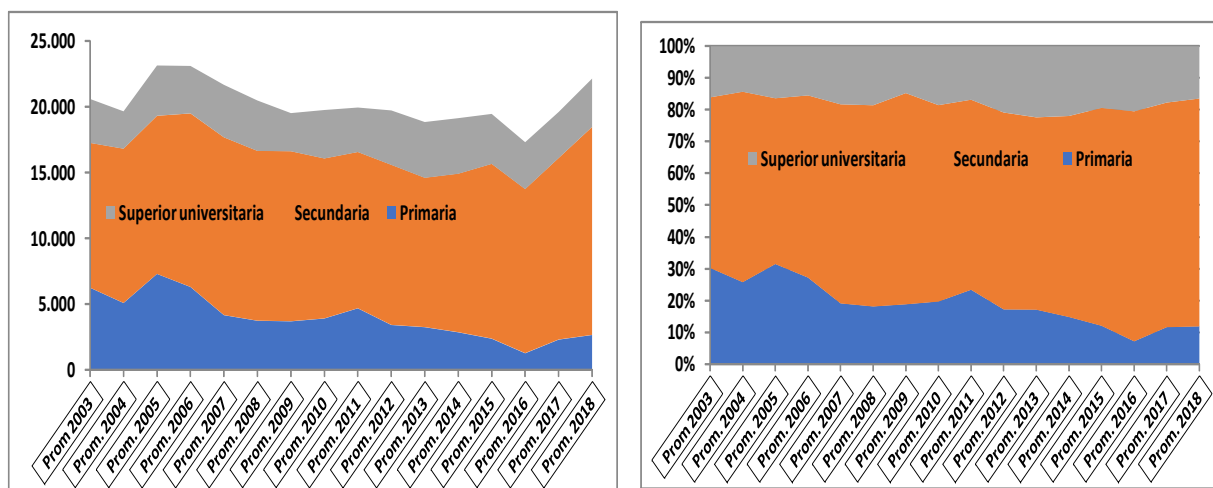 25.000
20.000
15.000
10.000
5.000
0
Superior universitaria Secundaria Primaria
Prom 2003
Prom. 2004
Prom. 2005
Prom. 2006
Prom. 2007
Prom. 2008
Prom. 2009
Prom. 2010
Prom. 2011
Prom. 2012
Prom. 2013
Prom. 2014
Prom. 2015
Prom. 2016
Prom. 2017
Prom. 2018
100%
90%
80%
70%
60%
50%
40%
30%
20%
10%
0%
Superior universitaria Secundaria Primaria
Prom 2003
Prom. 2004
Prom. 2005
Prom. 2006
Prom. 2007
Prom. 2008
Prom. 2009
Prom. 2010
Prom. 2011
Prom. 2012
Prom. 2013
Prom. 2014
Prom. 2015
Prom. 2016
Prom. 2017
Prom. 2018